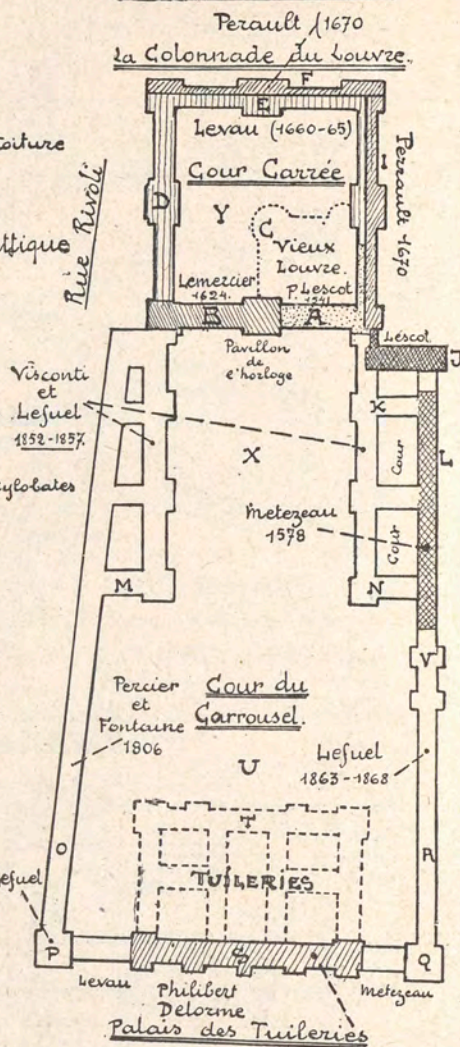 Perault 1670
La Colonnade du Louvre.
F
E
Levau (1660-65)
Cour Carrée
D
Y
I
Perrault 1670
C
Vieux
Louvre.
Lemercier
1624.
P. Lescot
1541
B
A
Rue Rivoli
oiture
ttique
ylobates
Pavillon
de
l'horloge
Lescot
J
Visconti
et
Lefuel
1852-1857
X
K
Cour
L
Metezeau
1578
Cour
M
N
V
Percier
et
Fontaine
1806
Cour du
Carrousel.
U
Lefuel
1863-1868
T
TUILERIES
O
R
efuel
P
S
Q
Levau
Philibert
Delorme
Metezeau
Palais des Tuileries